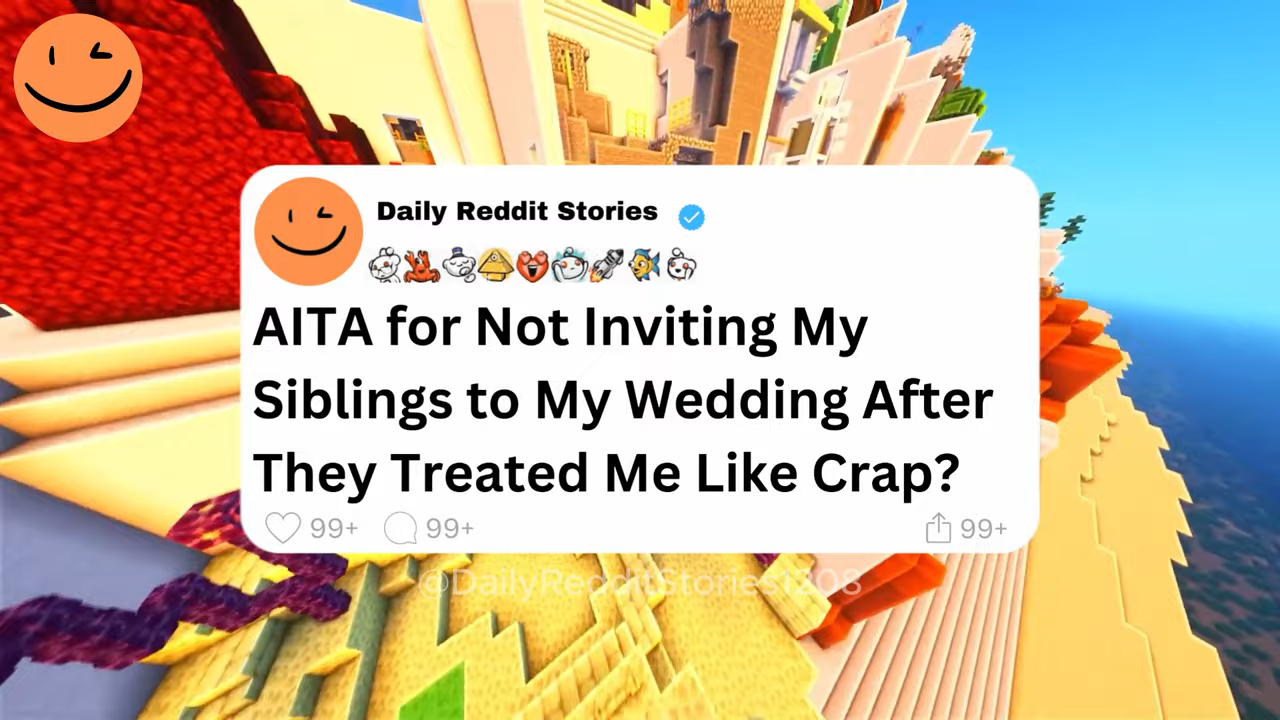 Daily Reddit Stories
AITA for Not Inviting My
Siblings to My Wedding After
They Treated Me Like Crap?
99+ 99+ 99+
@DailyRedditStories1208